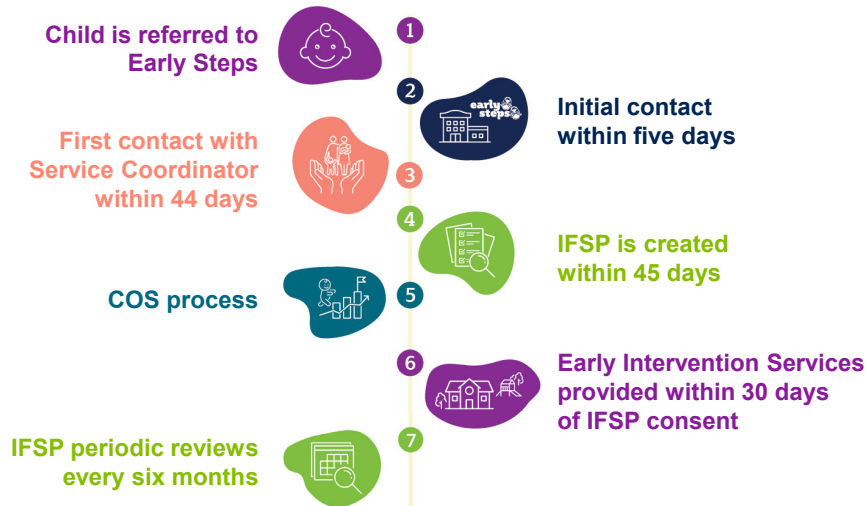 1
Child is referred to
Early Steps
2
early
steps
Initial contact
within five days
First contact with
Service Coordinator
within 44 days
3
4
IFSP is created
within 45 days
COS process
5
6
Early Intervention Services
provided within 30 days
of IFSP consent
7
IFSP periodic reviews
every six months